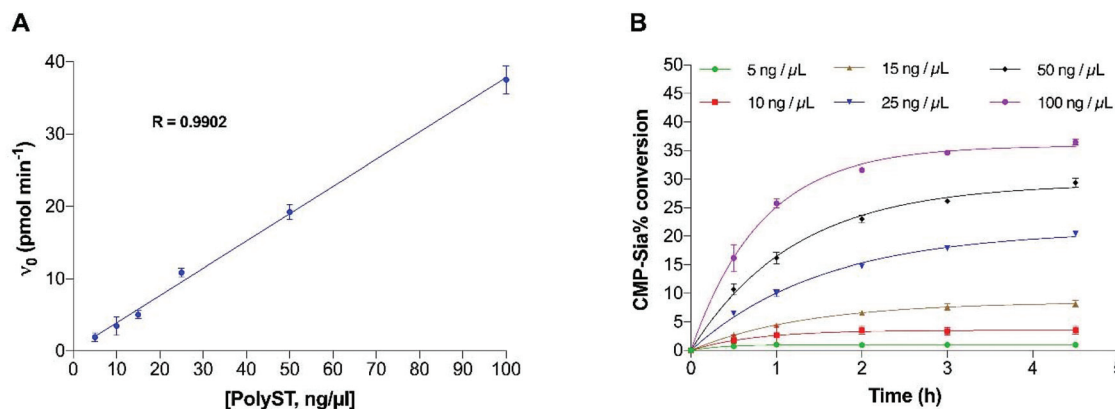 A
40
30
20
10
0
0 10 20 30 40 50 60 70 80 90 100
ν₀ (pmol min⁻¹)
R = 0.9902
[PolyST, ng/µl]
B
5 ng / µL 15 ng / µL 50 ng / µL
10 ng / µL 25 ng / µL 100 ng / µL
50
45
40
35
30
25
20
15
10
5
0
0 1 2 3 4 5
CMP-Sia% conversion
Time (h)